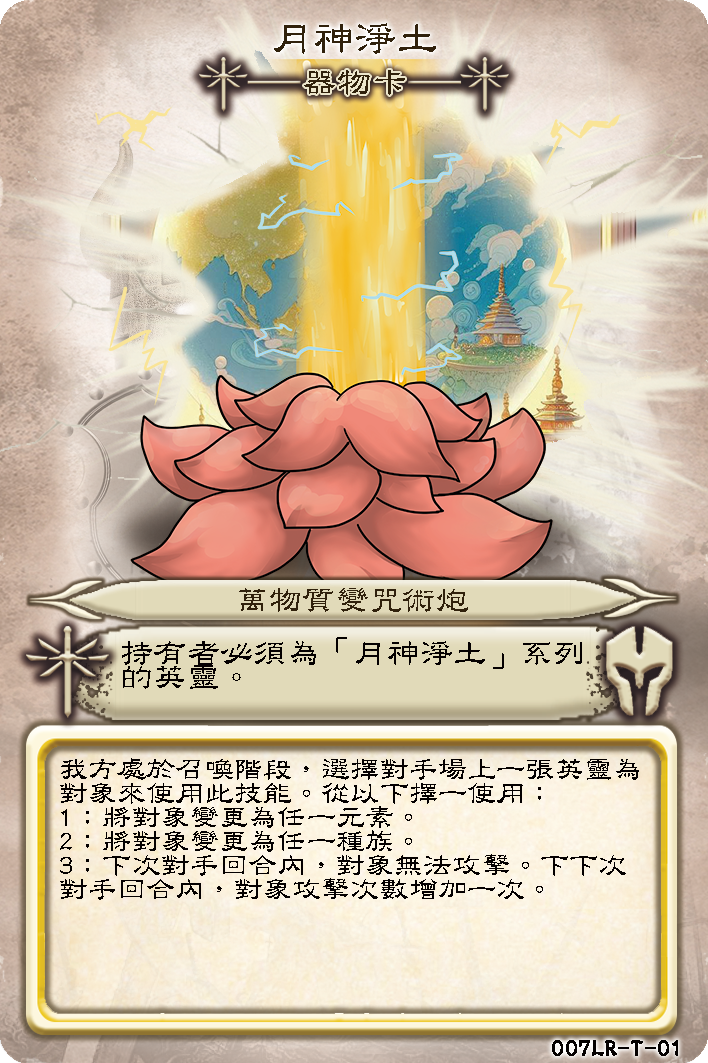 月神淨土
器物卡
萬物質變咒術炮
持有者必須為「月神淨土」系列
的英靈。
我方處於召喚階段，選擇對手場上一張英靈為
對象來使用此技能。從以下擇一使用：
1：將對象變更為任一元素。
2：將對象變更為任一種族。
3：下次對手回合內，對象無法攻擊。下下次
對手回合內，對象攻擊次數增加一次。
007LR-T-01